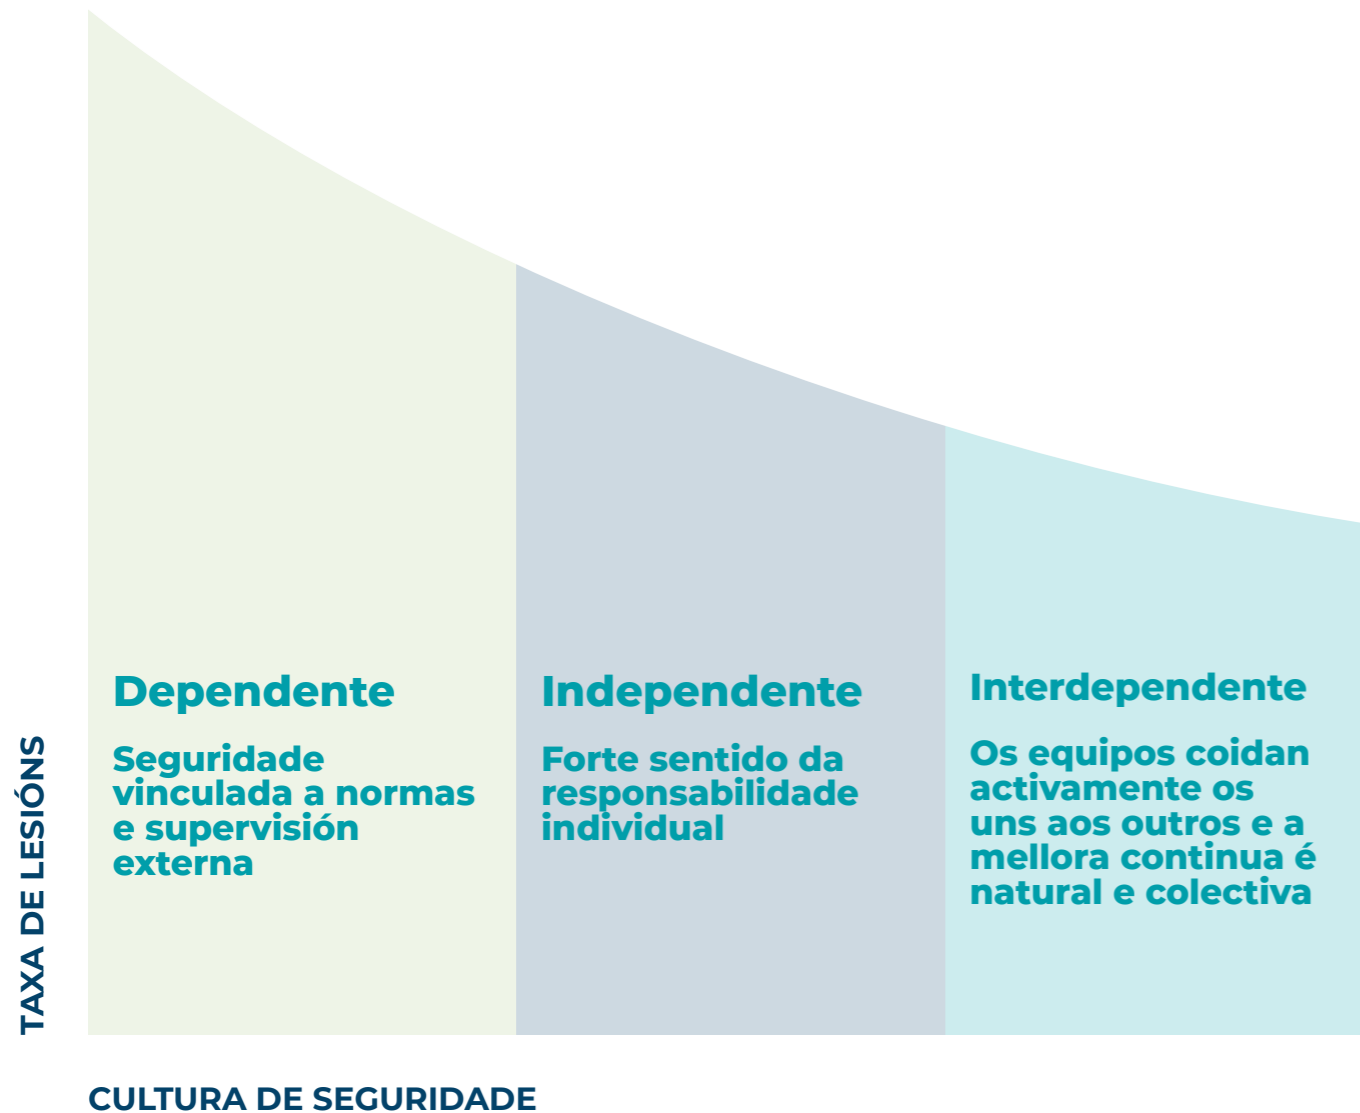 TAXA DE LESIÓNS
Dependente
Seguridade
vinculada a normas
e supervisión
externa
Independente
Forte sentido da
responsabilidade
individual
Interdependente
Os equipos coidan
activamente os
uns aos outros e a
mellora continua é
natural e colectiva
CULTURA DE SEGURIDADE